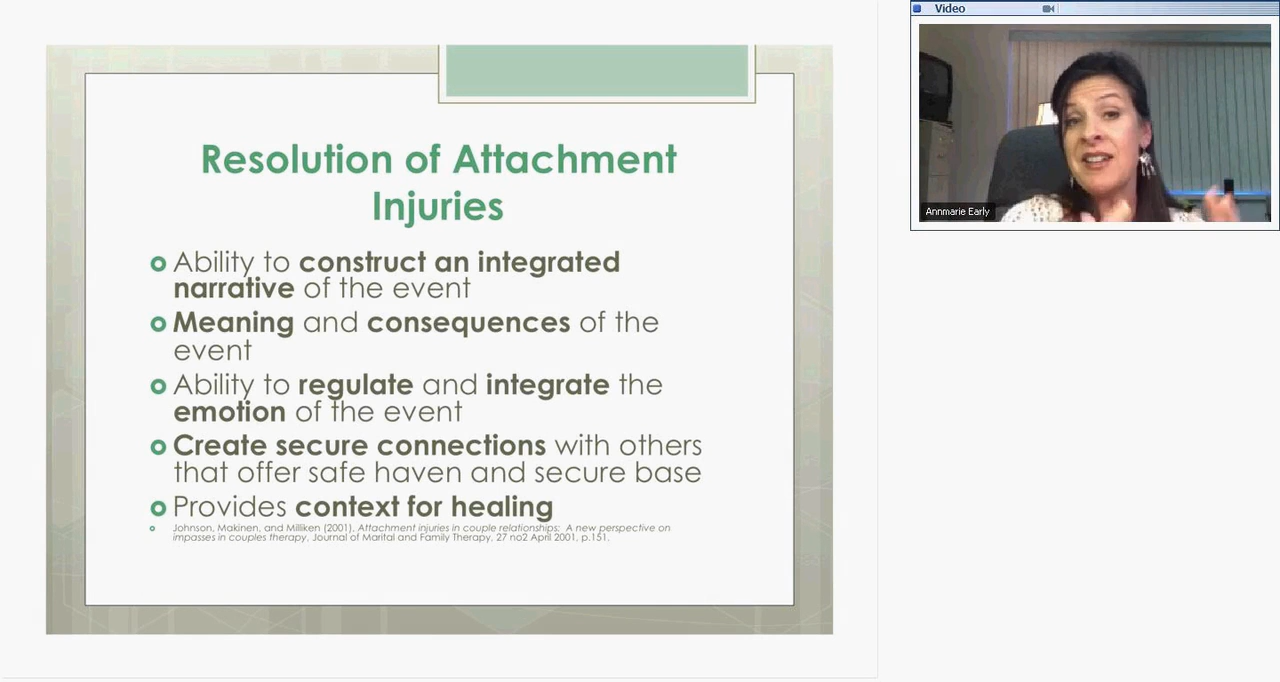 Video
Annmarie Early
Resolution of Attachment
Injuries
Ability to construct an integrated
narrative of the event
Meaning and consequences of the
event
Ability to regulate and integrate the
emotion of the event
Create secure connections with others
that offer safe haven and secure base
Provides context for healing
Johnson, Makinen, and Milliken (2001), Attachment injuries in couple relationships: A new perspective on
impasses in couples therapy, Journal of Marital and Family Therapy, 27 no2 April 2001, p.151.